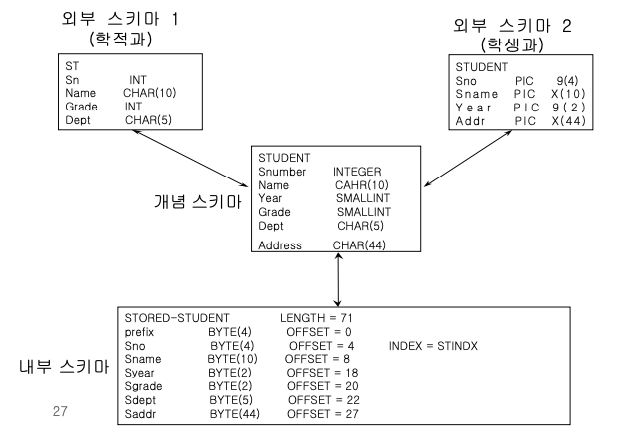 외부 스키마 1
(학적과)
ST
Sn INT
Name CHAR(10)
Grade INT
Dept CHAR(5)
외부 스키마 2
(학생과)
STUDENT
Sno PIC 9(4)
Sname PIC X(10)
Year PIC 9(2)
Addr PIC X(44)
개념 스키마
STUDENT
Snumber INTEGER
Name CAHR(10)
Year SMALLINT
Grade SMALLINT
Dept CHAR(5)
Address CHAR(44)
내부 스키마
STORED-STUDENT LENGTH = 71
prefix BYTE(4) OFFSET = 0
Sno BYTE(4) OFFSET = 4 INDEX = STINDX
Sname BYTE(10) OFFSET = 8
Syear BYTE(2) OFFSET = 18
Sgrade BYTE(2) OFFSET = 20
Sdept BYTE(5) OFFSET = 22
Saddr BYTE(44) OFFSET = 27
27